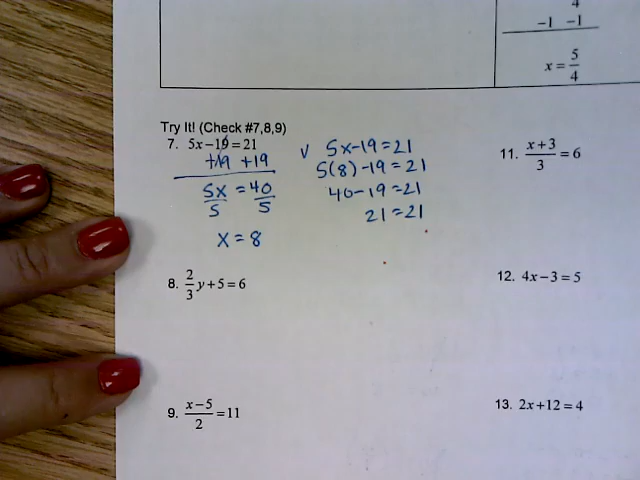 4
-1 -1
x = 5/4
Try It! (Check #7,8,9)
7. 5x-19=21
+19 +19
5x = 40
5 5
x = 8
√ 5x-19=21
5(8)-19=21
40-19=21
21=21
8. 2/3 y+5=6
9. x-5/2 =11
11. x+3/3 =6
12. 4x-3=5
13. 2x+12=4